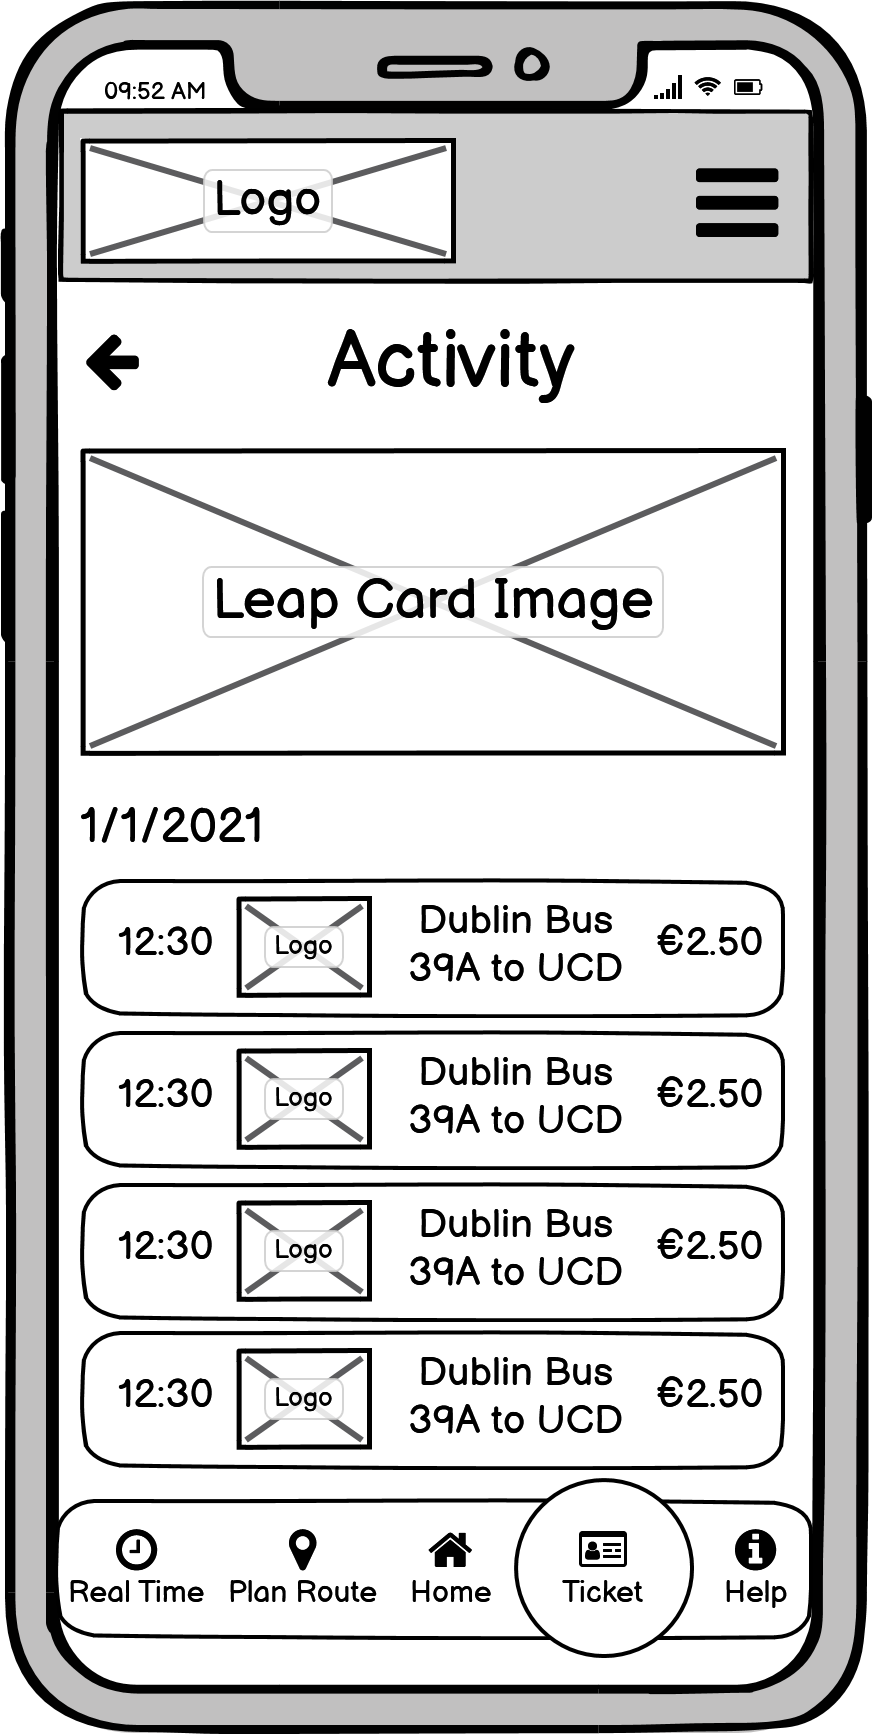 09:52 AM
Logo
Activity
Leap Card Image
1/1/2021
12:30
Logo
Dublin Bus
39A to UCD
€2.50
12:30
Logo
Dublin Bus
39A to UCD
€2.50
12:30
Logo
Dublin Bus
39A to UCD
€2.50
12:30
Logo
Dublin Bus
39A to UCD
€2.50
Real Time
Plan Route
Home
Ticket
Help